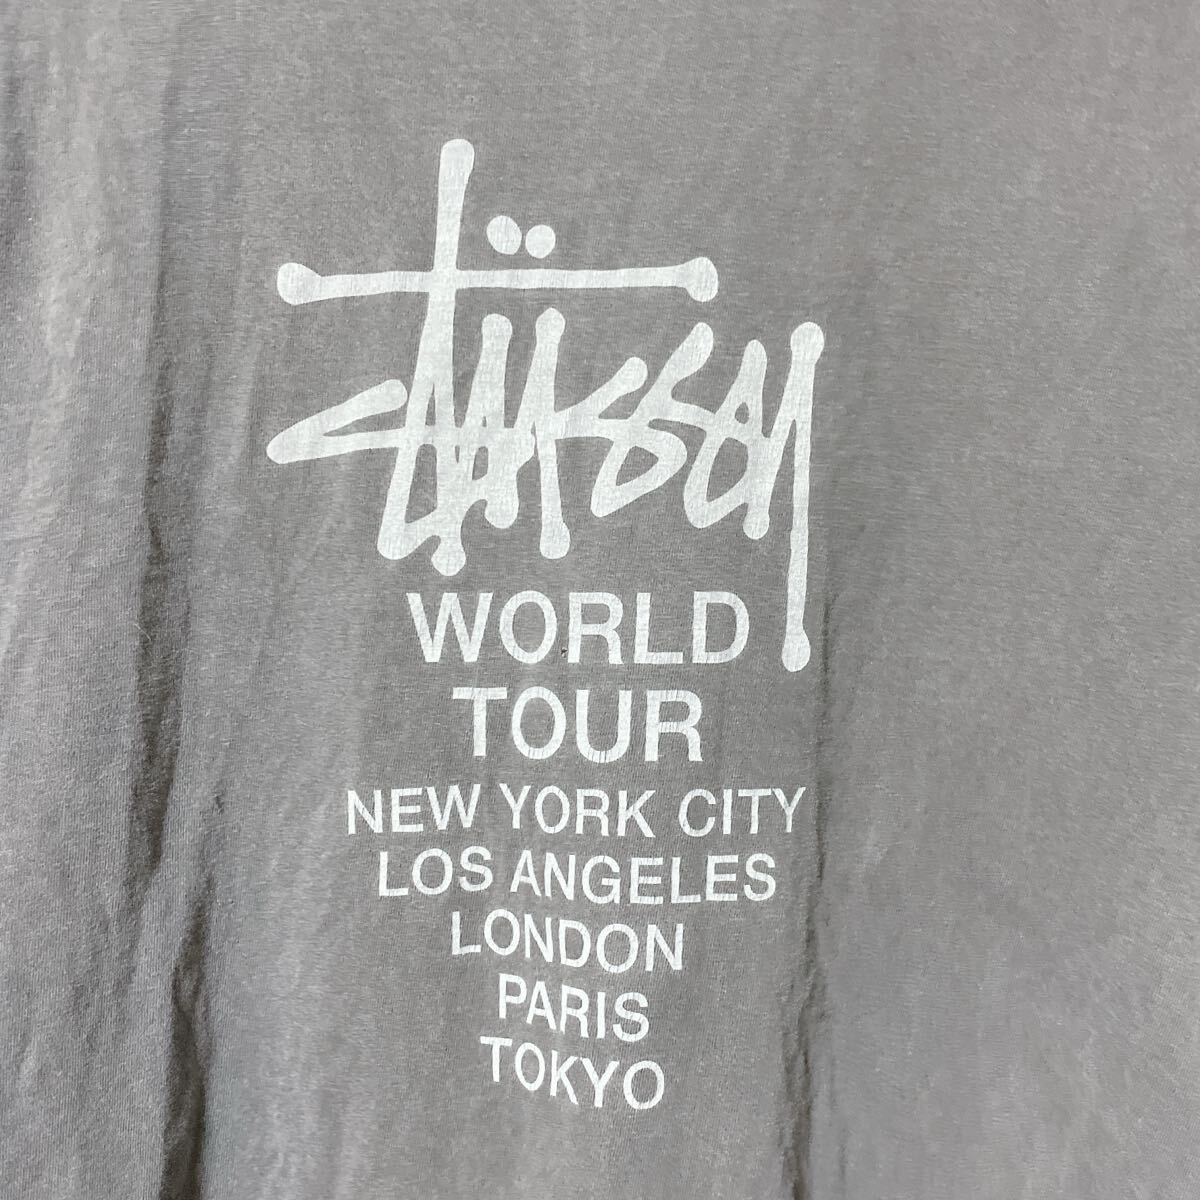 Stüssy
WORLD
TOUR
NEW YORK CITY
LOS ANGELES
LONDON
PARIS
TOKYO